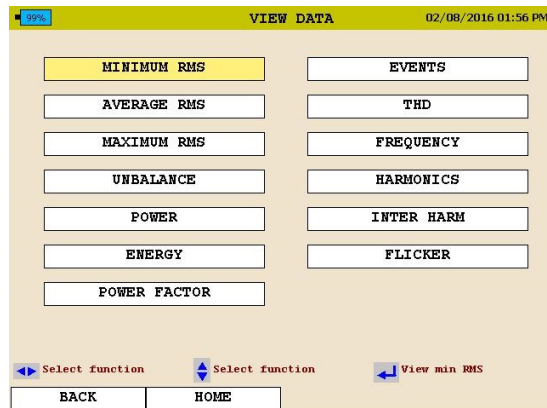 99% VIEW DATA 02/08/2016 01:56 PM
MINIMUM RMS EVENTS
AVERAGE RMS THD
MAXIMUM RMS FREQUENCY
UNBALANCE HARMONICS
POWER INTER HARM
ENERGY FLICKER
POWER FACTOR
Select function Select function View min RMS
BACK HOME